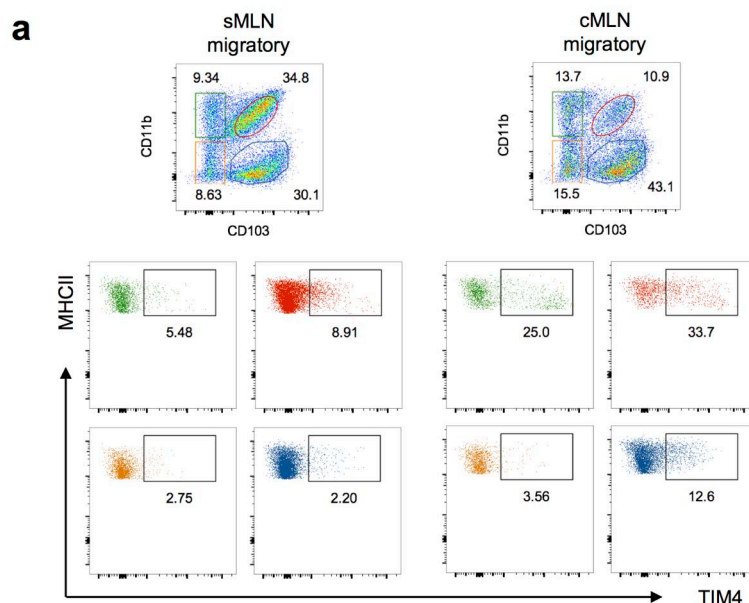 a
sMLN
migratory
cMLN
migratory
9.34
34.8
13.7
10.9
CD11b
CD11b
8.63
30.1
15.5
43.1
CD103
CD103
MHCII
5.48
8.91
25.0
33.7
2.75
2.20
3.56
12.6
TIM4